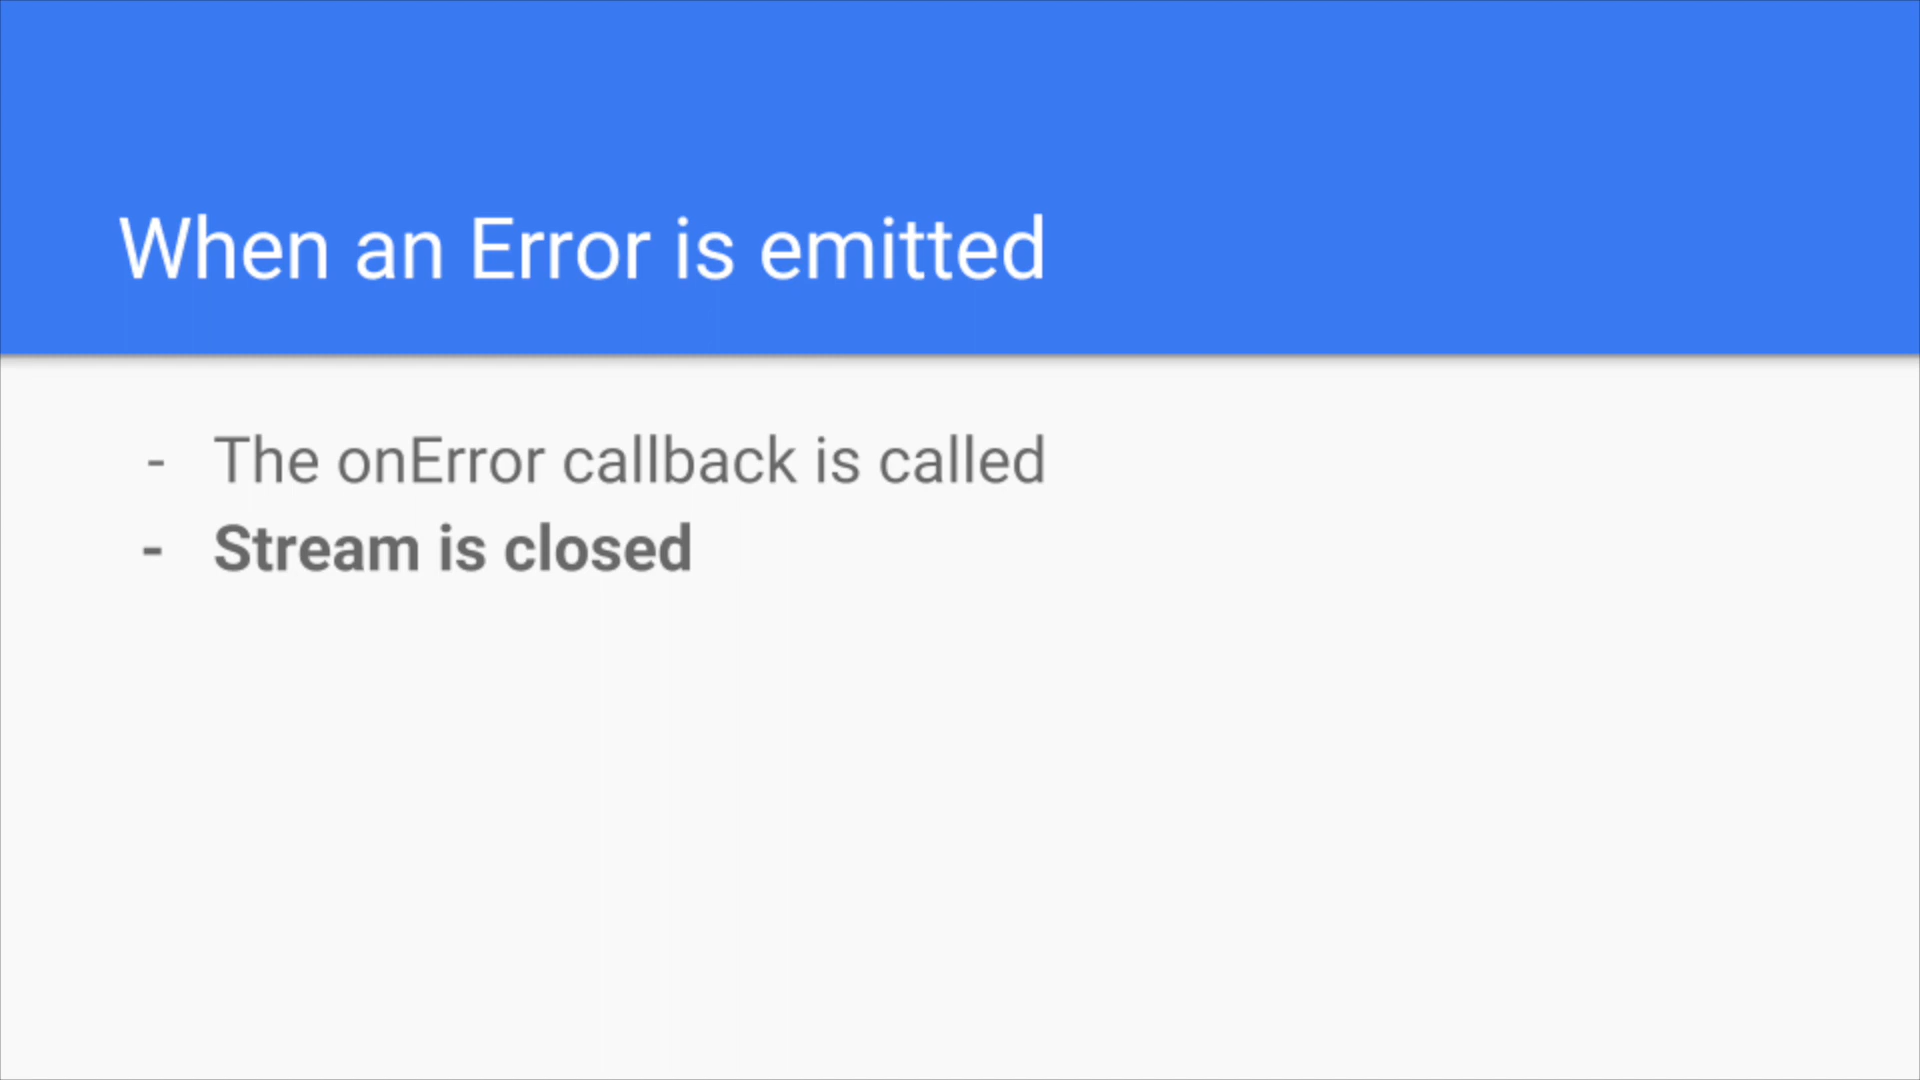 When an Error is emitted
- The onError callback is called
- Stream is closed